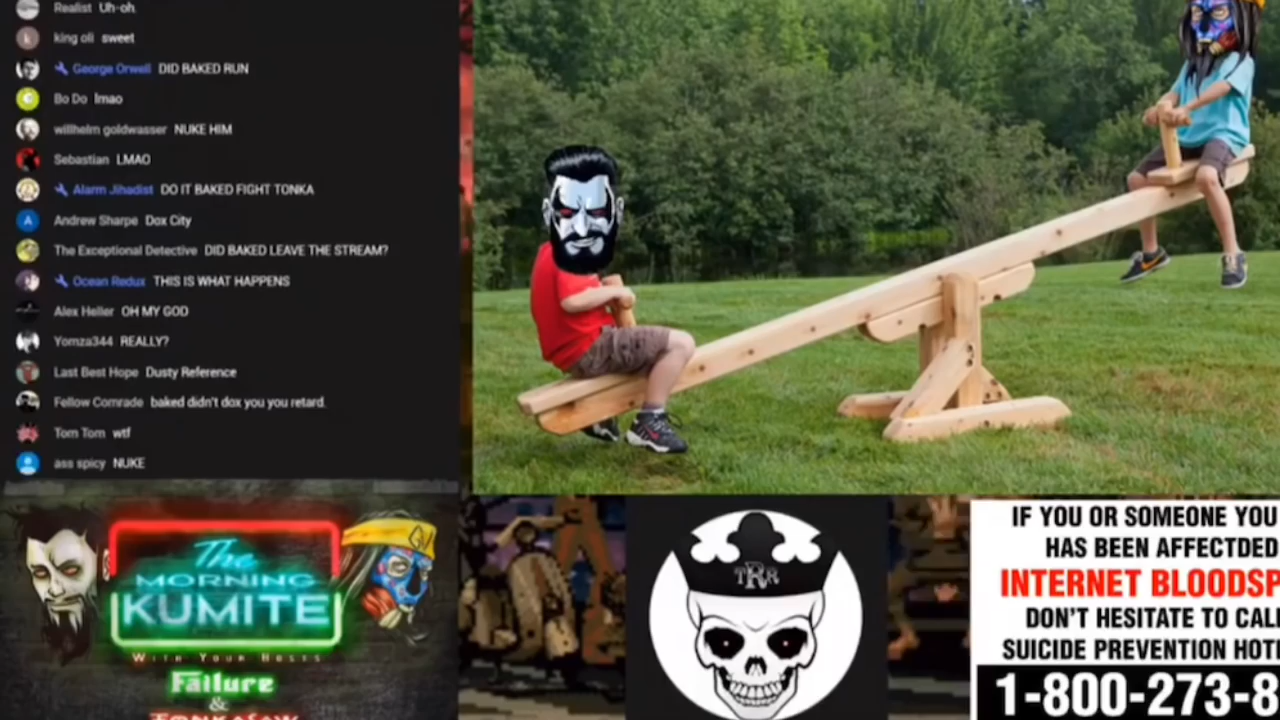 Realist Uh-oh
king oli sweet
George Orwell DID BAKED RUN
Bo Do lmao
willhelm goldwasser NUKE HIM
Sebastian LMAO
Alarm Jihadist DO IT BAKED FIGHT TONKA
A Andrew Sharpe Dox City
The Exceptional Detective DID BAKED LEAVE THE STREAM?
Ocean Redux THIS IS WHAT HAPPENS
Alex Heller OH MY GOD
Yomza344 REALLY?
Last Best Hope Dusty Reference
Fellow Comrade baked didn't dox you you retard.
Tom Tom wtf
ass spicy NUKE
The
MORNING
KUMITE
With Your Hosts
Failure
&
TONKASAW
TRR
IF YOU OR SOMEONE YOU
HAS BEEN AFFECTDED
INTERNET BLOODSP
DON'T HESITATE TO CAL
SUICIDE PREVENTION HOT
1-800-273-8